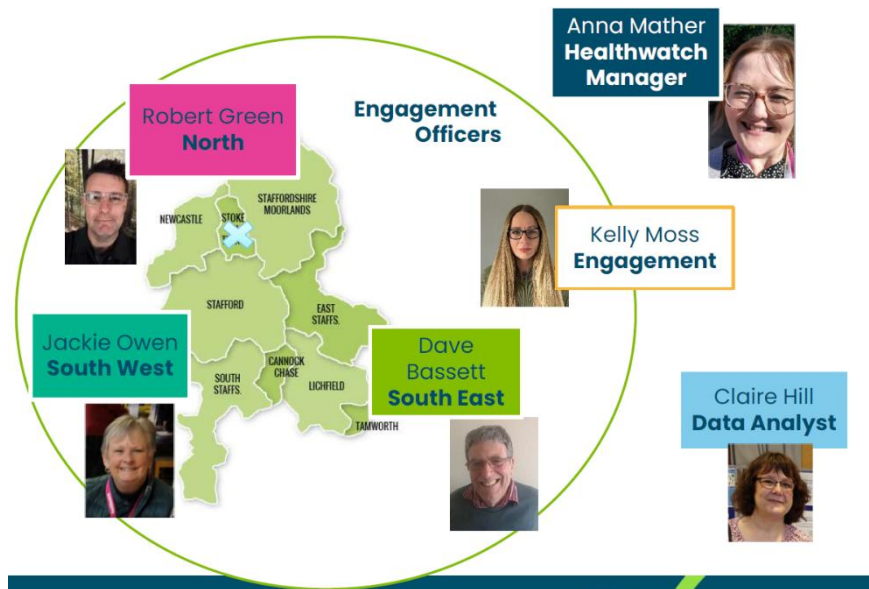 Anna Mather
Healthwatch
Manager
Robert Green
North
Engagement
Officers
STAFFORDSHIRE
MOORLANDS
NEWCASTLE
STOKE
Kelly Moss
Engagement
STAFFORD
EAST
STAFFS.
Jackie Owen
South West
Dave
Bassett
South East
CANNOCK
CHASE
SOUTH
STAFFS.
LICHFIELD
TAMWORTH
Claire Hill
Data Analyst